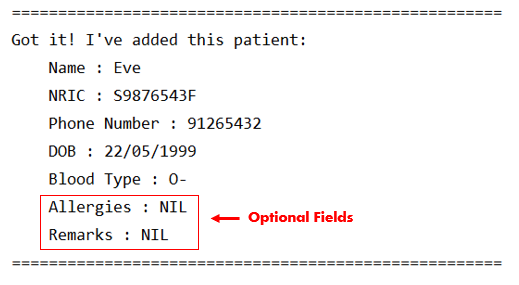 =====================================================
Got it! I've added this patient:
Name : Eve
NRIC : S9876543F
Phone Number : 91265432
DOB : 22/05/1999
Blood Type : O-
Allergies : NIL
Optional Fields
Remarks : NIL
=====================================================